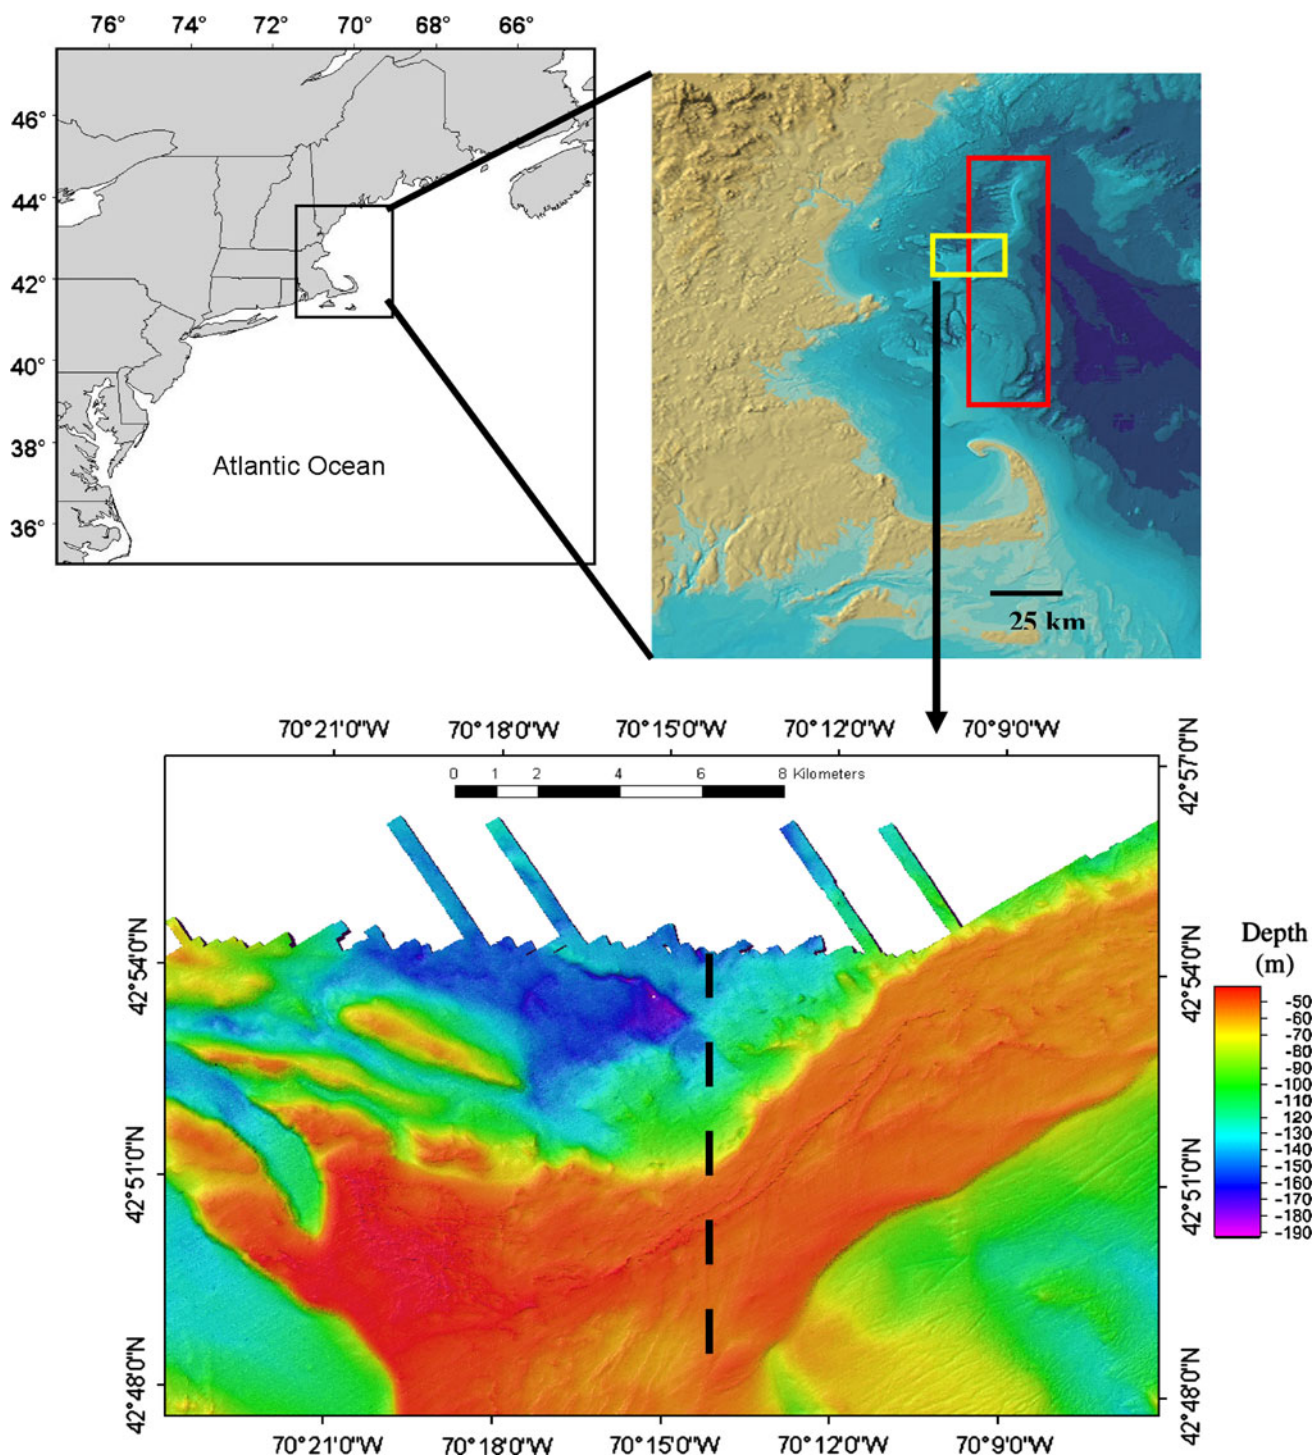 76° 74° 72° 70° 68° 66°
46°
44°
42°
40°
38°
36°
Atlantic Ocean
25 km
70°21'0"W 70°18'0"W 70°15'0"W 70°12'0"W 70°9'0"W
0 1 2 4 6 8 Kilometers
42°57'0"N
42°54'0"N
42°54'0"N
42°51'0"N
42°51'0"N
42°48'0"N
42°48'0"N
Depth
(m)
-50
-60
-70
-80
-90
-100
-110
-120
-130
-140
-150
-160
-170
-180
-190
70°21'0"W 70°18'0"W 70°15'0"W 70°12'0"W 70°9'0"W